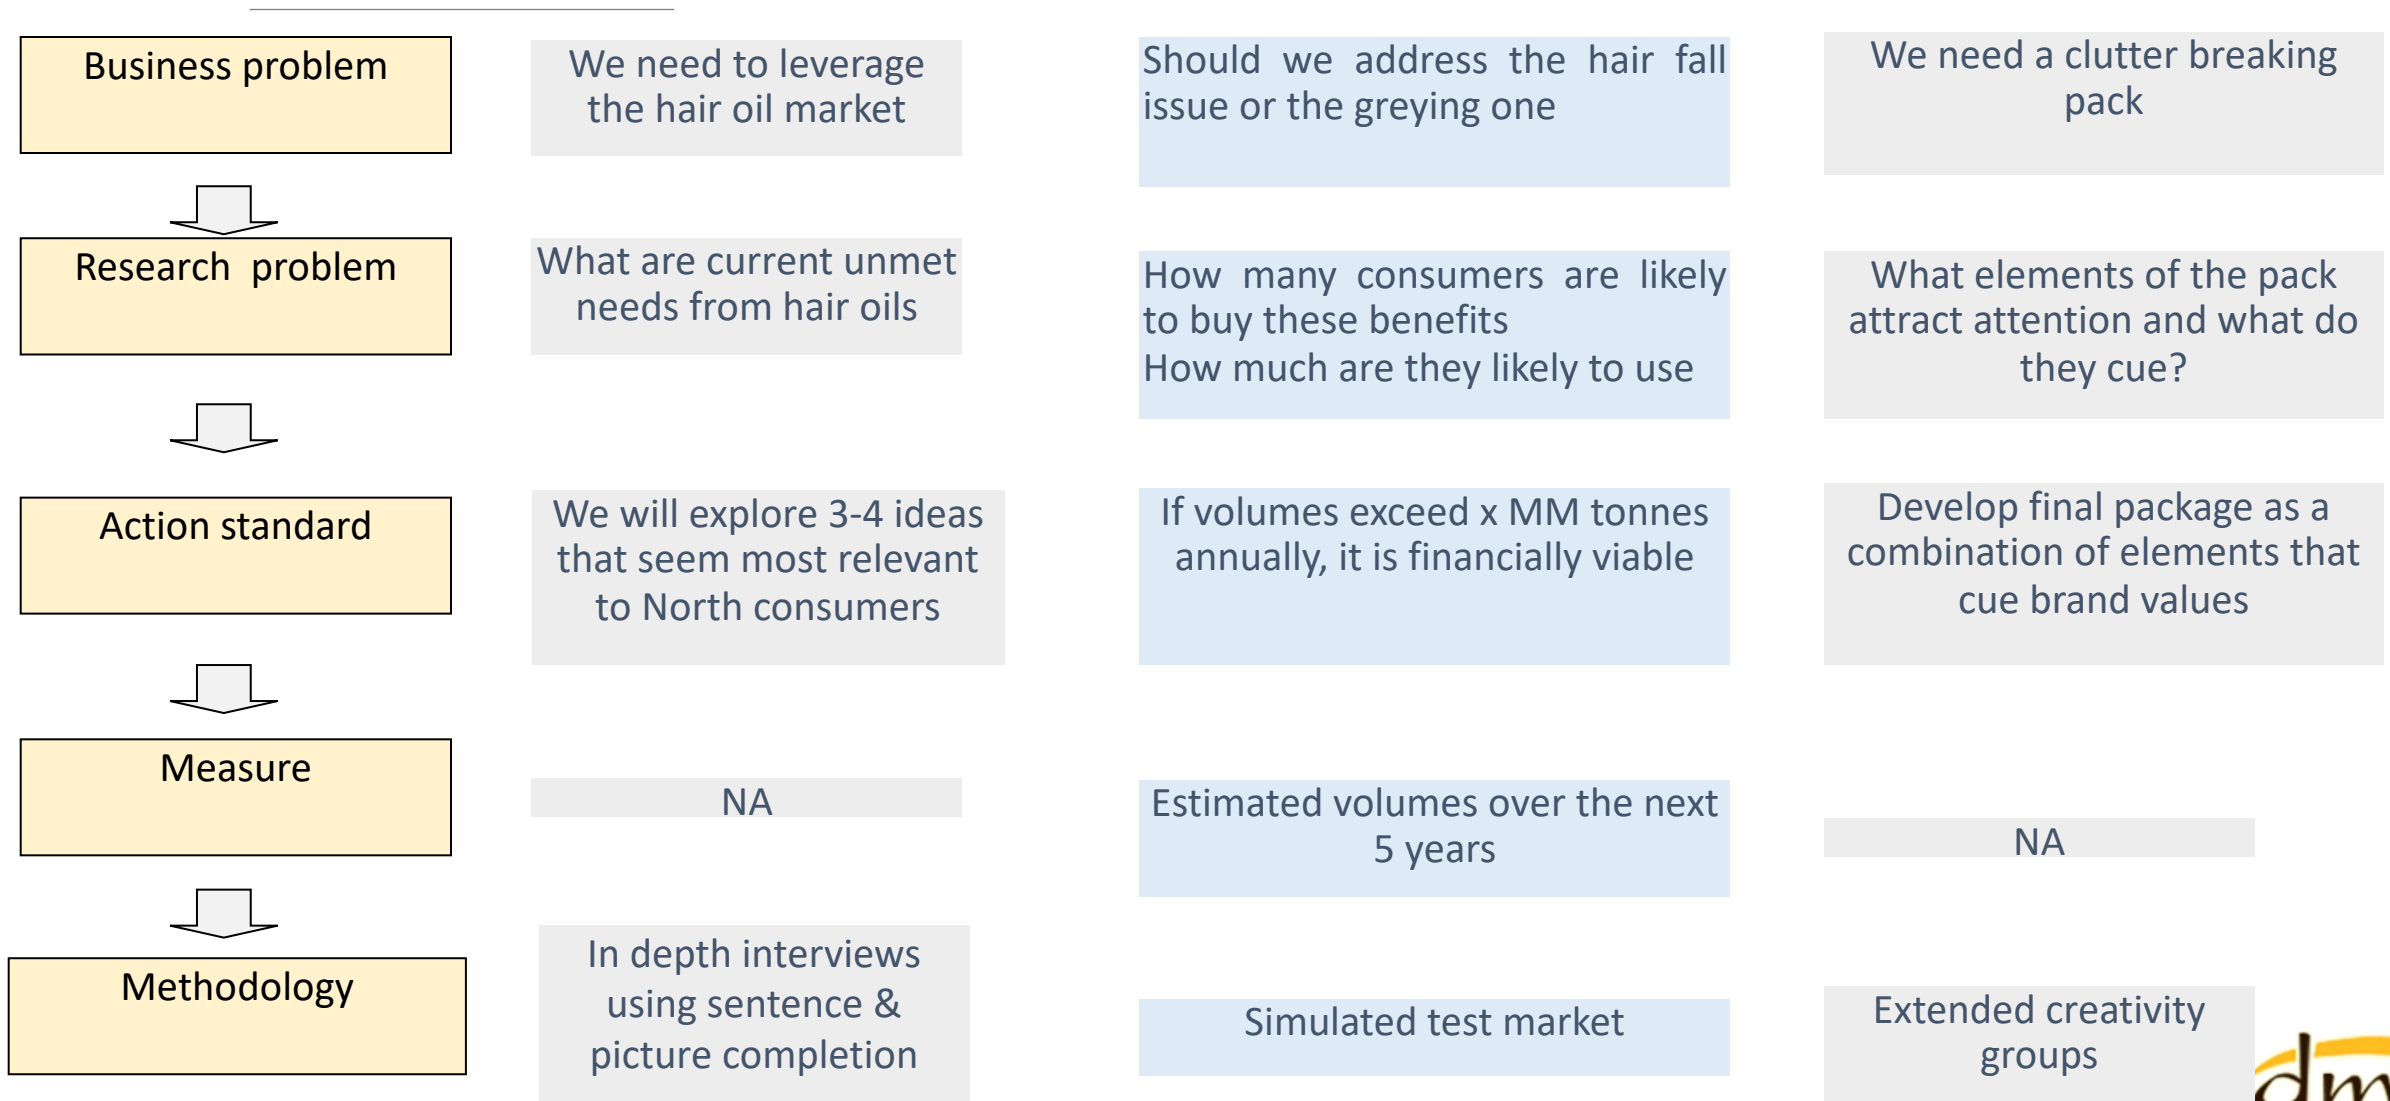 Business problem
We need to leverage
the hair oil market
Should we address the hair fall
issue or the greying one
We need a clutter breaking
pack
Research problem
What are current unmet
needs from hair oils
How many consumers are likely
to buy these benefits
How much are they likely to use
What elements of the pack
attract attention and what do
they cue?
Action standard
We will explore 3-4 ideas
that seem most relevant
to North consumers
If volumes exceed x MM tonnes
annually, it is financially viable
Develop final package as a
combination of elements that
cue brand values
Measure
NA
Estimated volumes over the next
5 years
NA
Methodology
In depth interviews
using sentence &
picture completion
Simulated test market
Extended creativity
groups